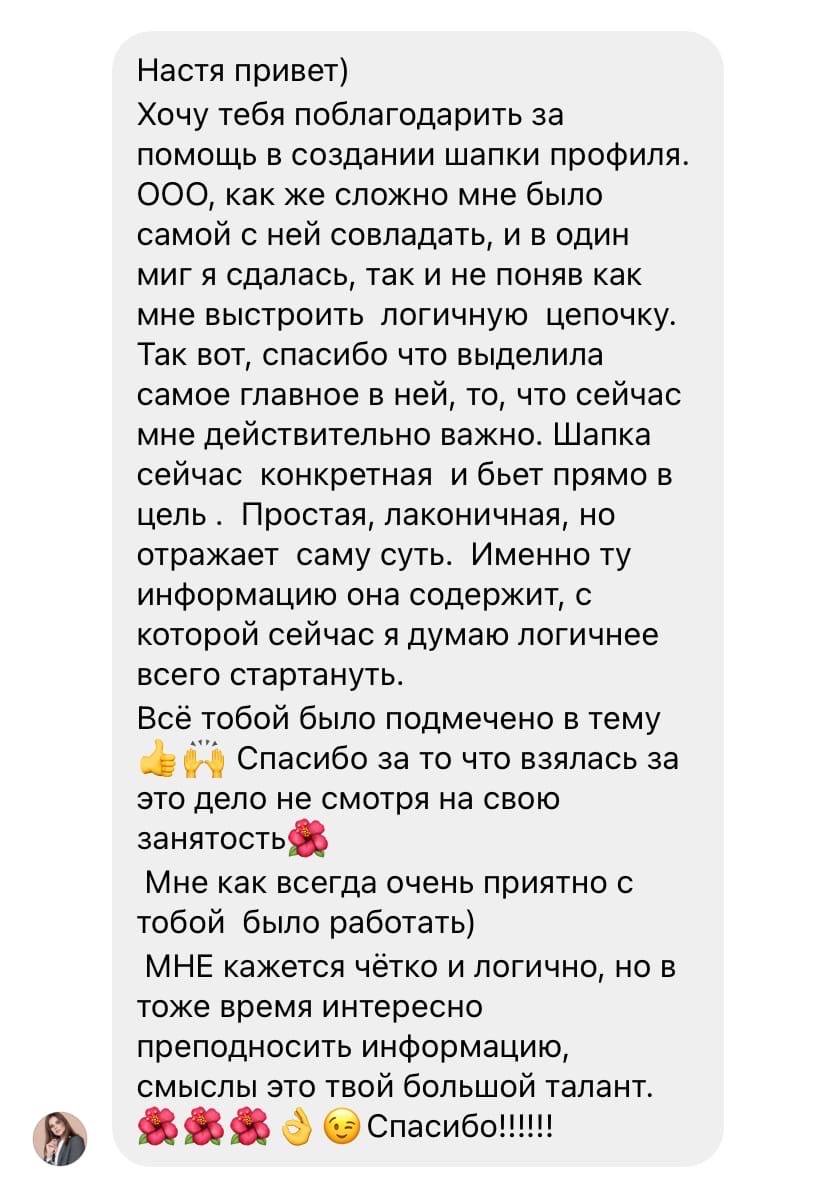 Настя привет)
Хочу тебя поблагодарить за
помощь в создании шапки профиля.
ООО, как же сложно мне было
самой с ней совладать, и в один
миг я сдалась, так и не поняв как
мне выстроить  логичную  цепочку.
Так вот, спасибо что выделила
самое главное в ней, то, что сейчас
мне действительно важно. Шапка
сейчас  конкретная  и бьет прямо в
цель .  Простая, лаконичная, но
отражает  саму суть.  Именно ту
информацию она содержит, с
которой сейчас я думаю логичнее
всего стартануть.
Всё тобой было подмечено в тему
👍🙌 Спасибо за то что взялась за
это дело не смотря на свою
занятость🌺
Мне как всегда очень приятно с
тобой  было работать)
МНЕ кажется чётко и логично, но в
тоже время интересно
преподносить информацию,
смыслы это твой большой талант.
🌺🌺🌺👌😉Спасибо!!!!!!